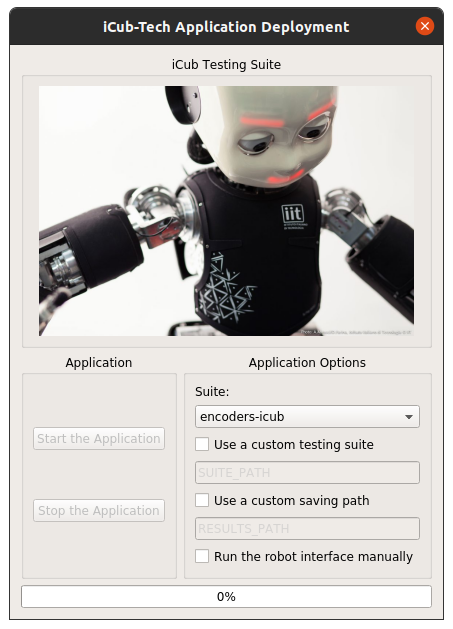 iCub-Tech Application Deployment
iCub Testing Suite
iit
Application
Application Options
Suite:
encoders-icub
Start the Application
Use a custom testing suite
SUITE_PATH
Use a custom saving path
Stop the Application
RESULTS_PATH
Run the robot interface manually
0%